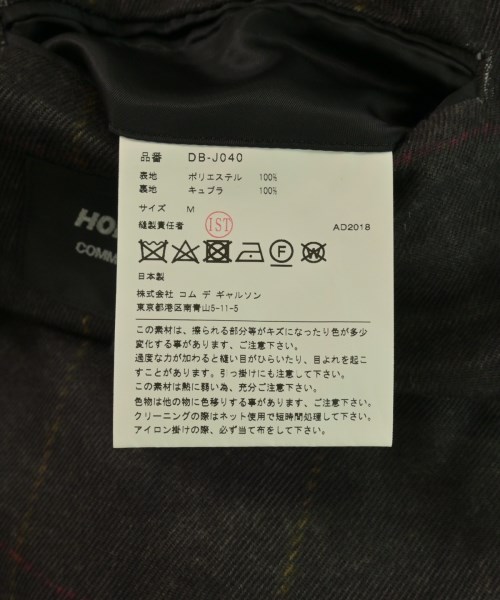 品番 DB-J040
表地 ポリエステル 100%
裏地 キュプラ 100%
サイズ M
縫製責任者 IST AD2018
F W
日本製
株式会社 コム デ ギャルソン
東京都港区南青山5-11-5
この素材は、擦られる部分等がキズになったり色が多少
変化する事があります、ご注意下さい。
過度な力が加わると縫い目がひらいたり、目よれを起こ
すことがあります。引っ掛けにも注意して下さい。
この素材は熱に弱い為、充分ご注意下さい。
色物は他の物に色移りする事があります、ご注意下さい。
クリーニングの際はネット使用で短時間処理して下さい。
アイロン掛けの際、必ず当て布をして下さい。
HO
COMM